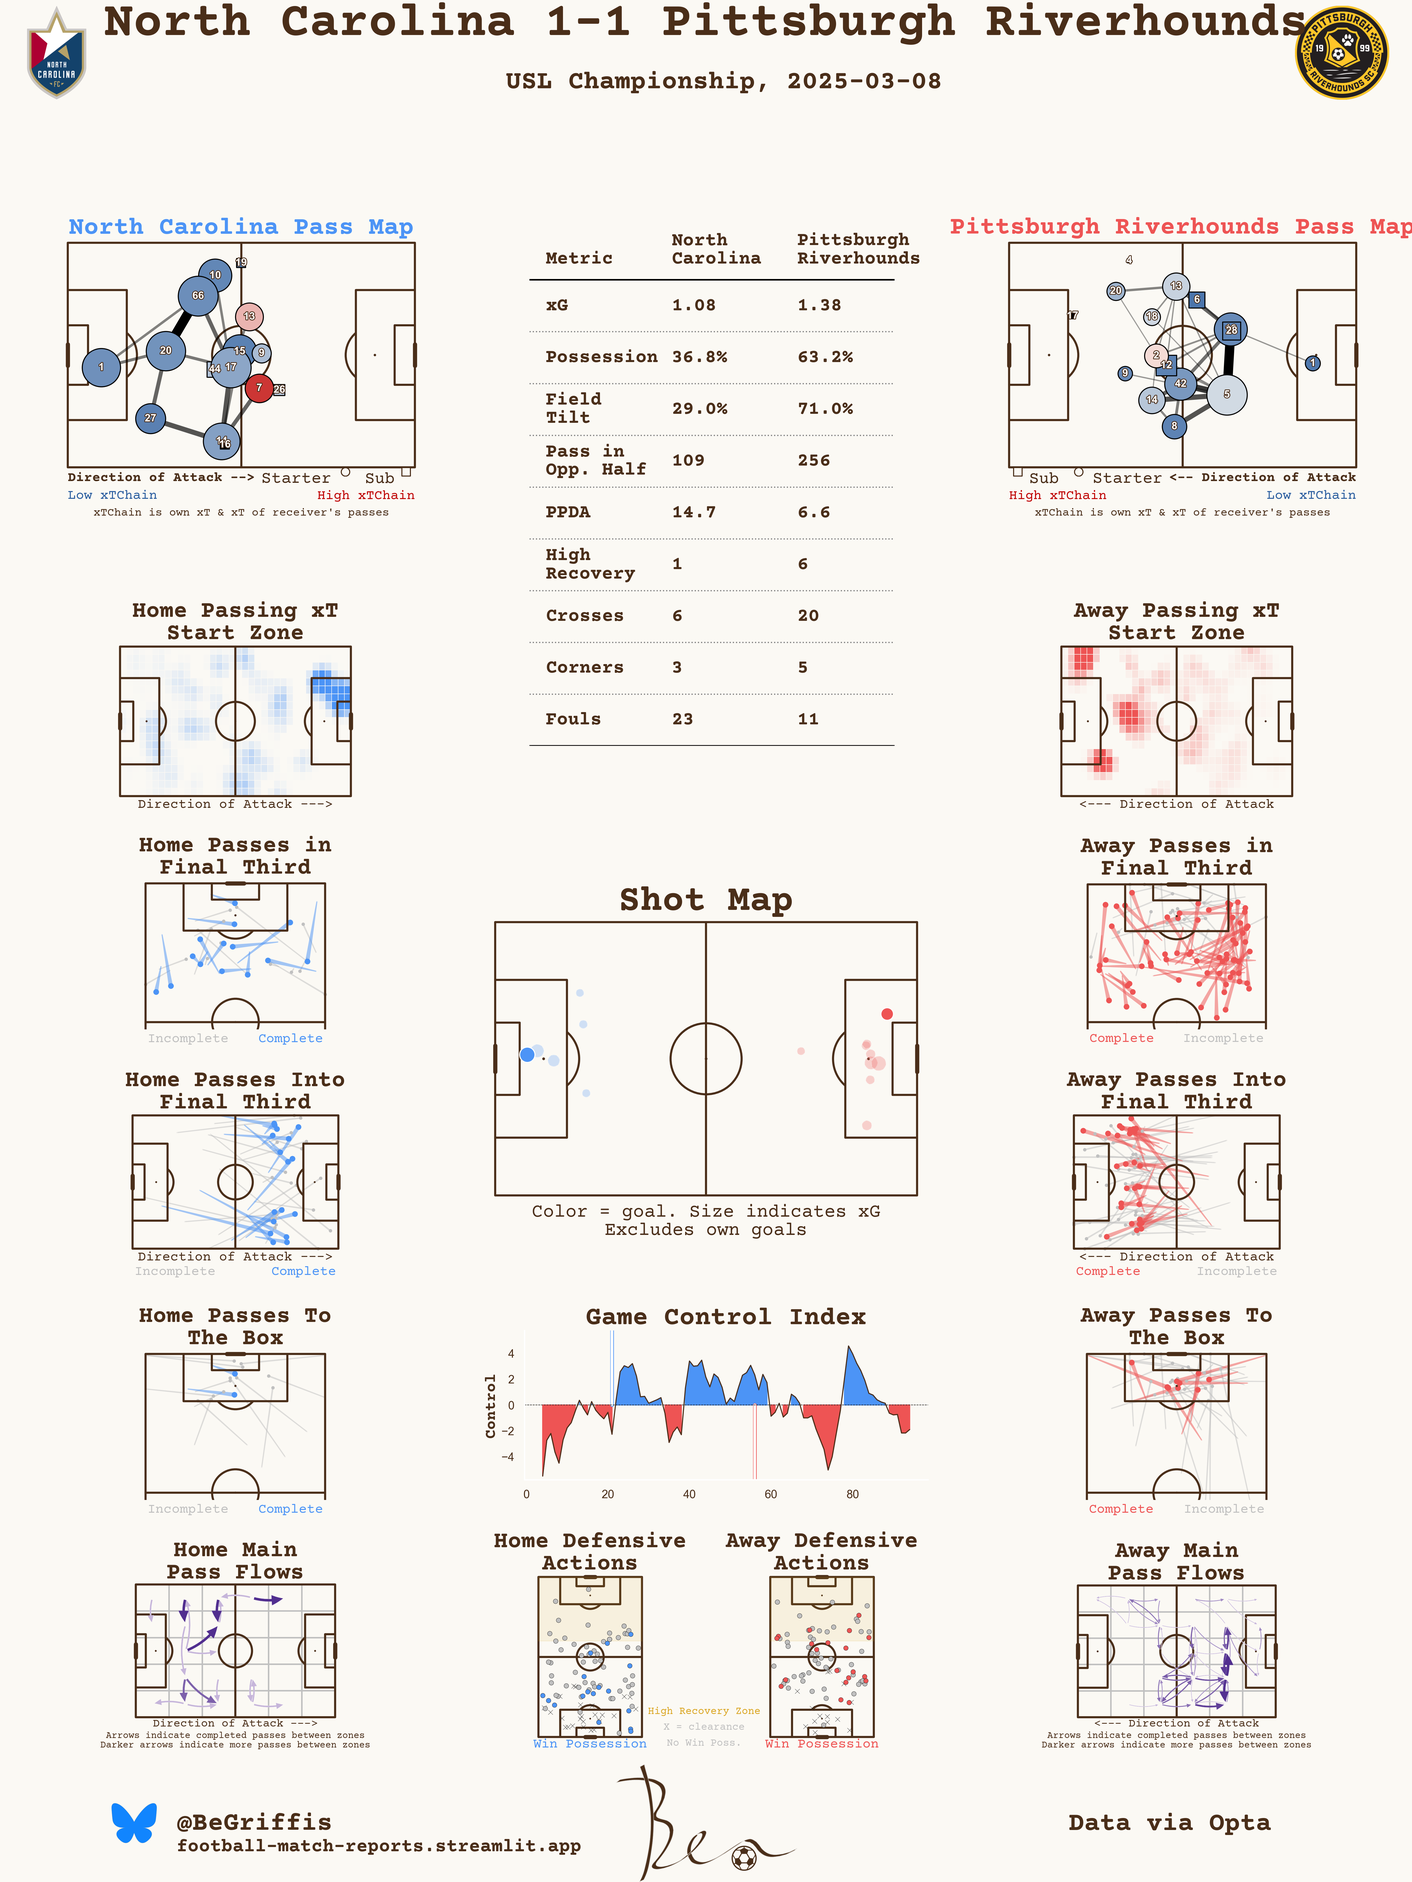 North Carolina 1-1 Pittsburgh Riverhounds
USL Championship, 2025-03-08
NORTH
CAROLINA
FC
PITTSBURGH
19 99
RIVERHOUNDS SC
North Carolina Pass Map
19
10
66
13
20
15
9
1
44
17
7
26
27
16
Direction of Attack --> Starter Sub
Low xTChain High xTChain
xTChain is own xT & xT of receiver's passes
Metric North Carolina Pittsburgh Riverhounds
xG 1.08 1.38
Possession 36.8% 63.2%
Field Tilt 29.0% 71.0%
Pass in Opp. Half 109 256
PPDA 14.7 6.6
High Recovery 1 6
Crosses 6 20
Corners 3 5
Fouls 23 11
Pittsburgh Riverhounds Pass Map
4
20
13
6
17
18
28
2
12
1
9
42
14
5
8
Sub Starter <-- Direction of Attack
High xTChain Low xTChain
xTChain is own xT & xT of receiver's passes
Home Passing xT
Start Zone
Direction of Attack --->
Away Passing xT
Start Zone
<--- Direction of Attack
Home Passes in
Final Third
Incomplete Complete
Away Passes in
Final Third
Complete Incomplete
Shot Map
Color = goal. Size indicates xG
Excludes own goals
Home Passes Into
Final Third
Direction of Attack --->
Incomplete Complete
Away Passes Into
Final Third
<--- Direction of Attack
Complete Incomplete
Home Passes To
The Box
Incomplete Complete
Game Control Index
Control
4
2
0
−2
−4
0 20 40 60 80
Away Passes To
The Box
Complete Incomplete
Home Main
Pass Flows
Direction of Attack --->
Arrows indicate completed passes between zones
Darker arrows indicate more passes between zones
Home Defensive
Actions
Win Possession
Away Defensive
Actions
Win Possession
High Recovery Zone
X = clearance
No Win Poss.
Away Main
Pass Flows
<--- Direction of Attack
Arrows indicate completed passes between zones
Darker arrows indicate more passes between zones
@BeGriffis
football-match-reports.streamlit.app
Ben
Data via Opta